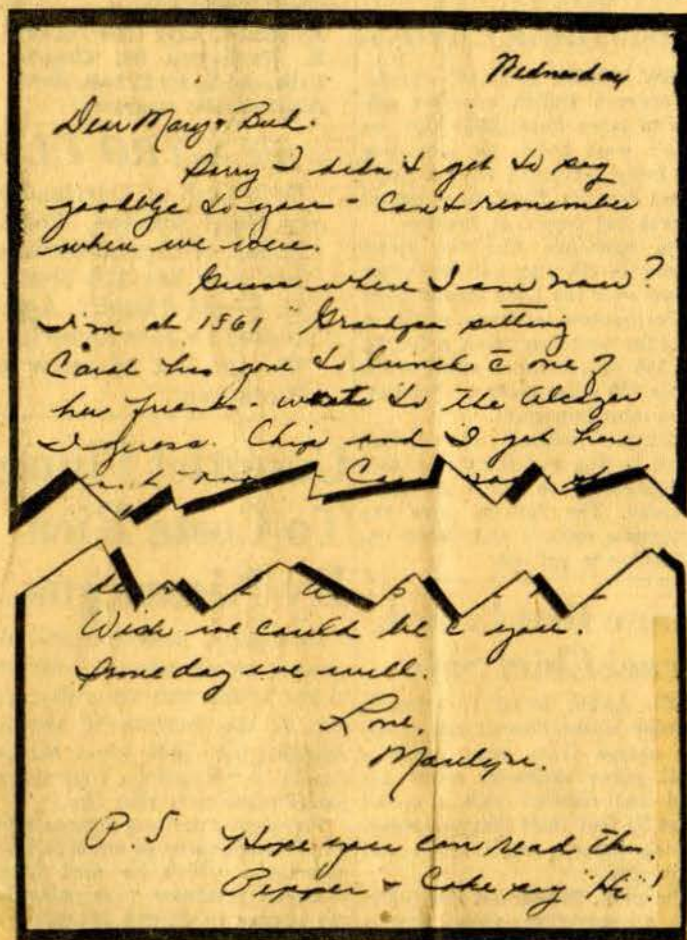 Wednesday
Dear Mary + Bud.
Sorry I didn't get to say
goodbye to you - Can't remember
where we were.
Guess where I am now?
I'm at 1961 "Grandpa sitting
Carol has gone to lunch c̄ one of
her friends - to the Alcazar
I guess. Chip and I got here
Wish we could be c̄ you.
Someday we will.
Love,
Marilyn.
P.S Hope you can read this.
Pepper + Coke say "Hi"!